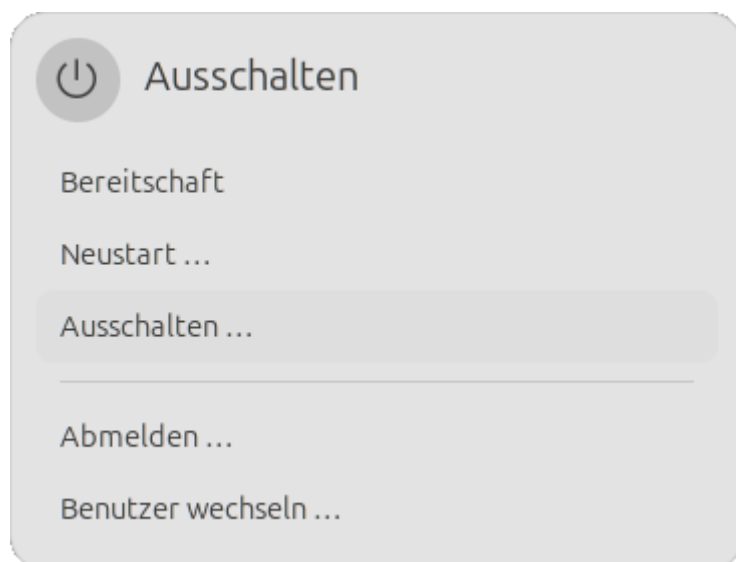 Ausschalten
Bereitschaft
Neustart …
Ausschalten …
Abmelden …
Benutzer wechseln …